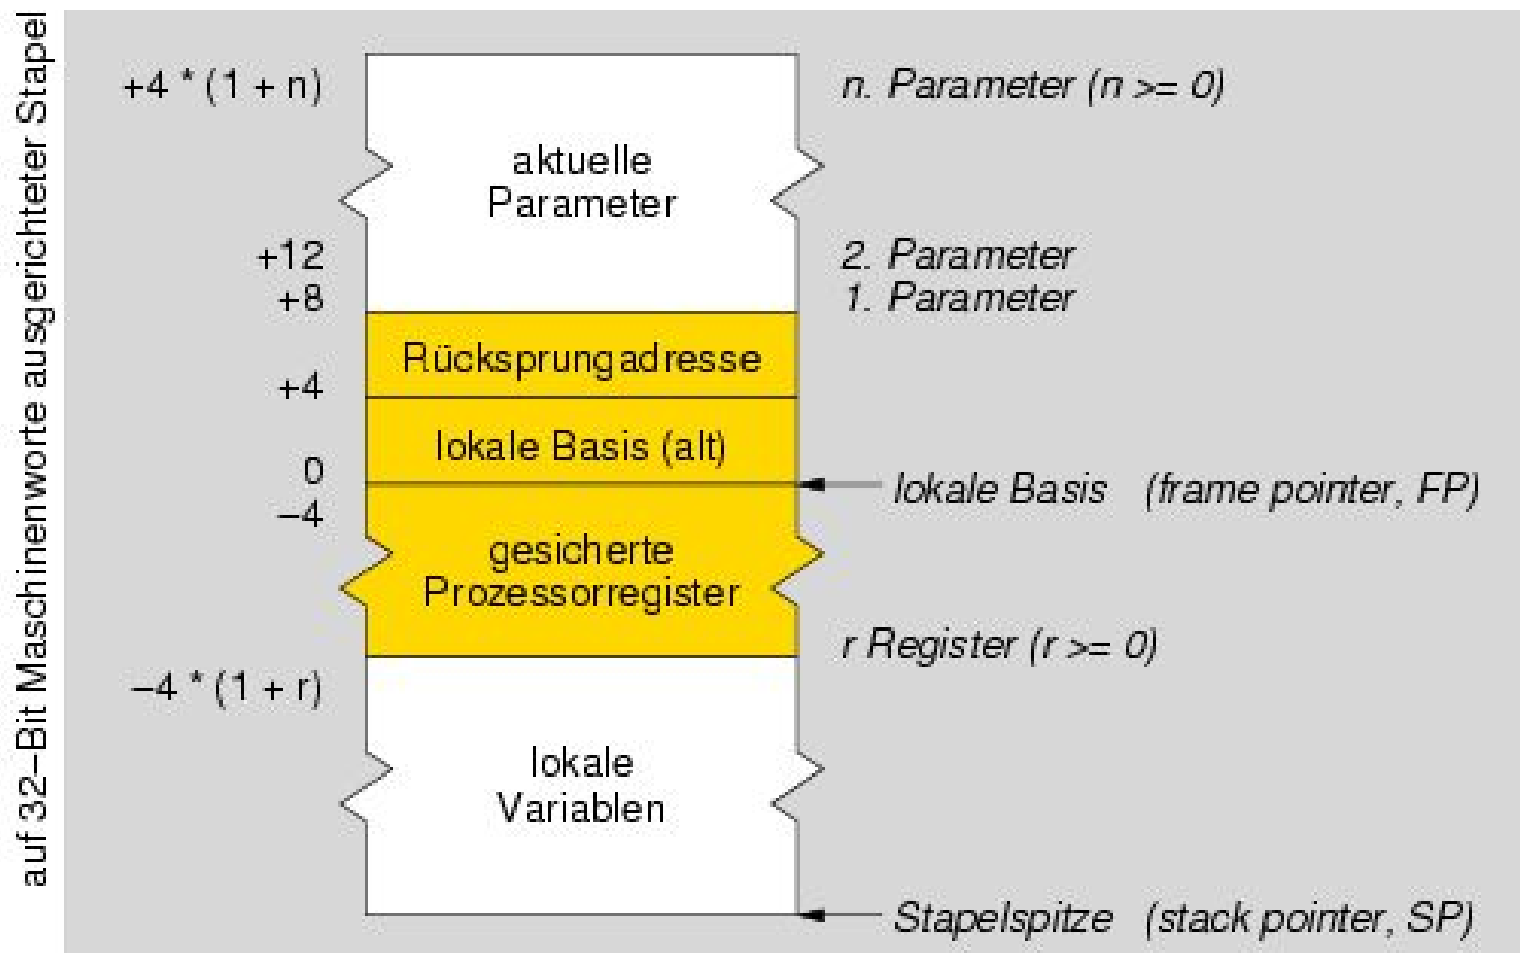 auf 32–Bit Maschinenworte ausgerichteter Stapel
+4 * (1 + n)
n. Parameter (n >= 0)
aktuelle
Parameter
+12
2. Parameter
+8
1. Parameter
Rücksprungadresse
+4
lokale Basis (alt)
0
lokale Basis (frame pointer, FP)
–4
gesicherte
Prozessorregister
r Register (r >= 0)
–4 * (1 + r)
lokale
Variablen
Stapelspitze (stack pointer, SP)